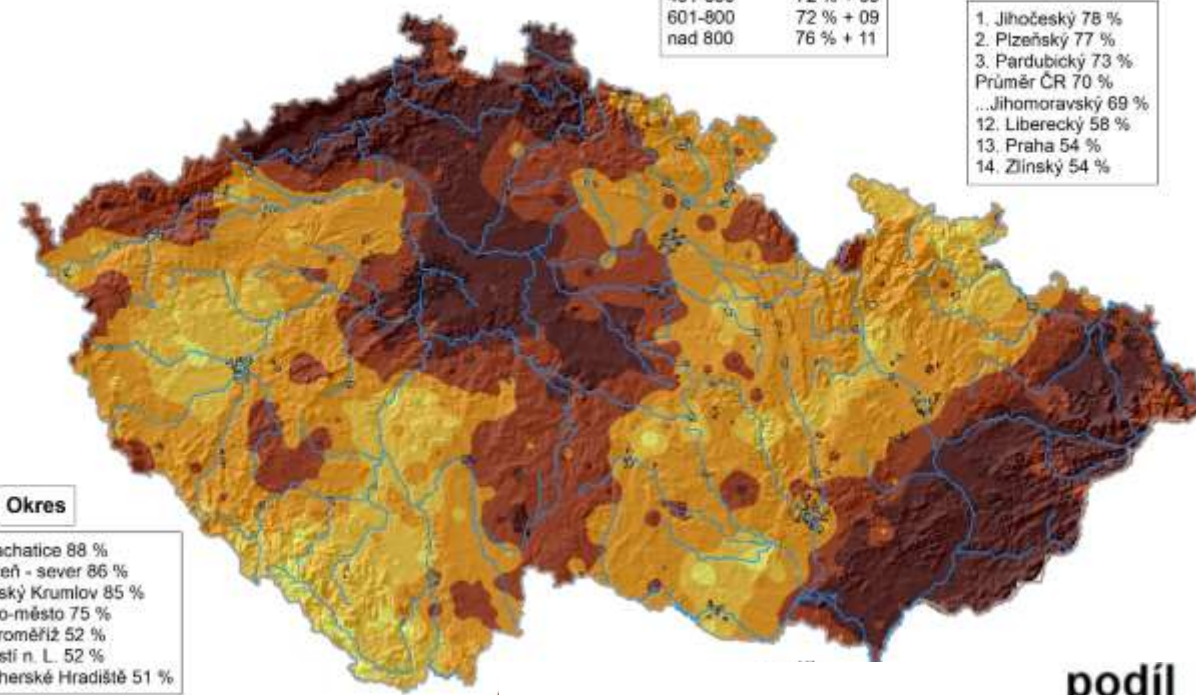 601-800 72 % + 09
nad 800 76 % + 11
1. Jihočeský 78 %
2. Plzeňský 77 %
3. Pardubický 73 %
Průměr ČR 70 %
...Jihomoravský 69 %
12. Liberecký 58 %
13. Praha 54 %
14. Zlínský 54 %
Okres
achatice 88 %
eň - sever 86 %
ský Krumlov 85 %
o-město 75 %
roměříž 52 %
stí n. L. 52 %
herské Hradiště 51 %
podíl